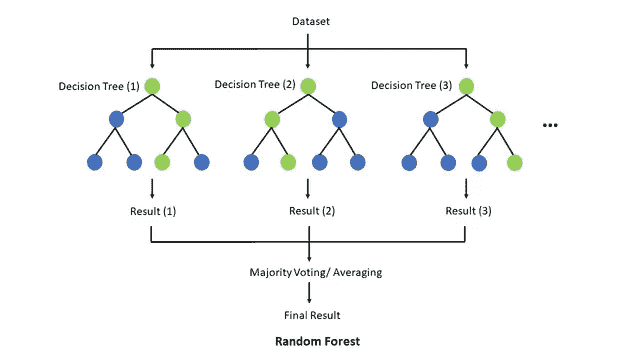 Dataset
Decision Tree (1)
Decision Tree (2)
Decision Tree (3)
...
Result (1)
Result (2)
Result (3)
Majority Voting/ Averaging
Final Result
Random Forest